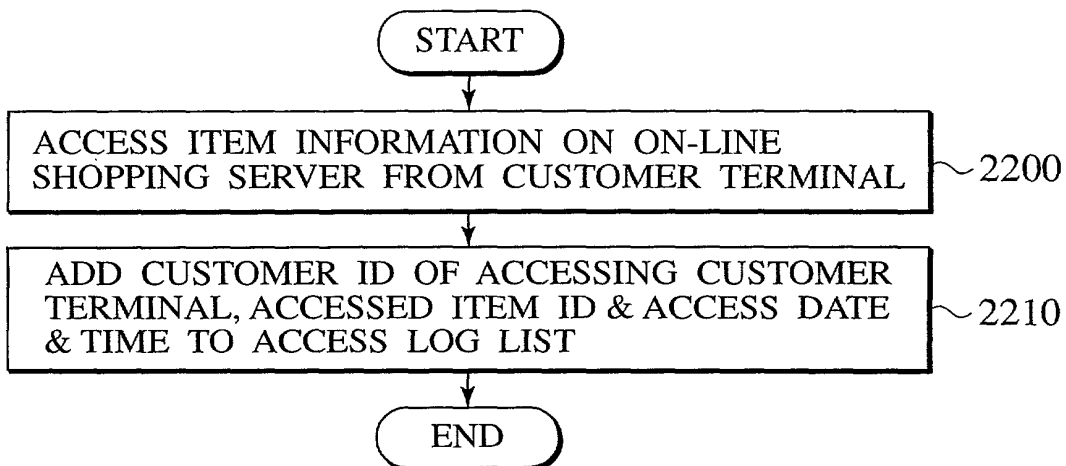 START
ACCESS ITEM INFORMATION ON ON-LINE
SHOPPING SERVER FROM CUSTOMER TERMINAL
2200
ADD CUSTOMER ID OF ACCESSING CUSTOMER
TERMINAL, ACCESSED ITEM ID & ACCESS DATE
& TIME TO ACCESS LOG LIST
2210
END